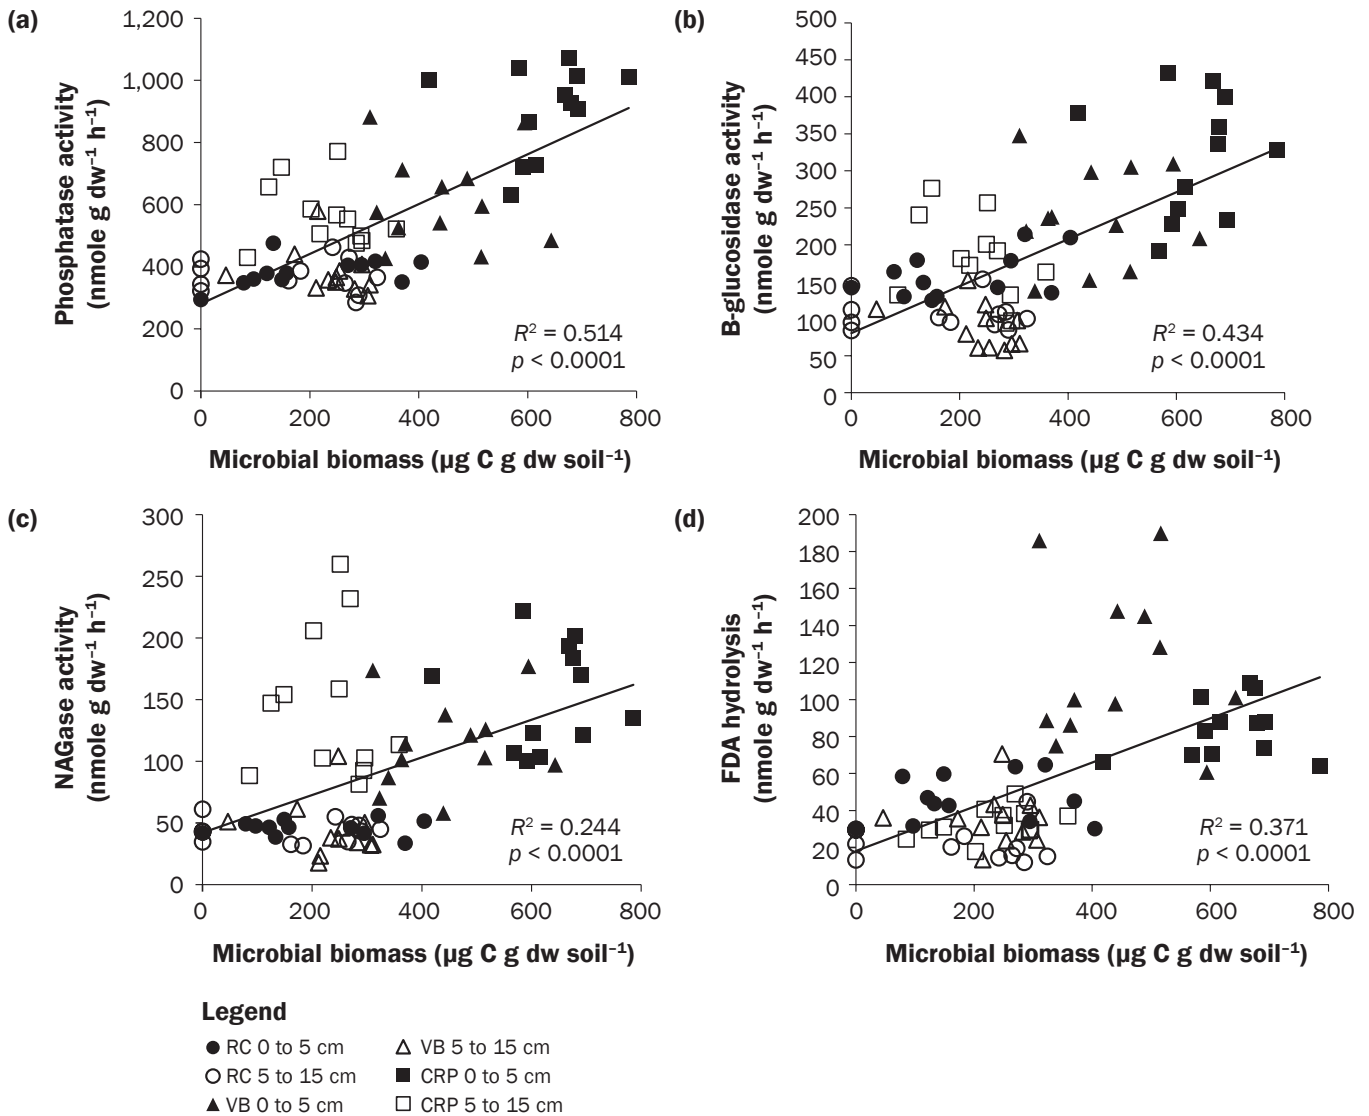 (a)
1,200
1,000
800
600
400
200
0
Phosphatase activity
(nmole g dw⁻¹ h⁻¹)
R² = 0.514
p < 0.0001
0 200 400 600 800
Microbial biomass (µg C g dw soil⁻¹)
(b)
500
450
400
350
300
250
200
150
100
50
0
B-glucosidase activity
(nmole g dw⁻¹ h⁻¹)
R² = 0.434
p < 0.0001
0 200 400 600 800
Microbial biomass (µg C g dw soil⁻¹)
(c)
300
250
200
150
100
50
0
NAGase activity
(nmole g dw⁻¹ h⁻¹)
R² = 0.244
p < 0.0001
0 200 400 600 800
Microbial biomass (µg C g dw soil⁻¹)
(d)
200
180
160
140
120
100
80
60
40
20
0
FDA hydrolysis
(nmole g dw⁻¹ h⁻¹)
R² = 0.371
p < 0.0001
0 200 400 600 800
Microbial biomass (µg C g dw soil⁻¹)
Legend
RC 0 to 5 cm
RC 5 to 15 cm
VB 0 to 5 cm
VB 5 to 15 cm
CRP 0 to 5 cm
CRP 5 to 15 cm